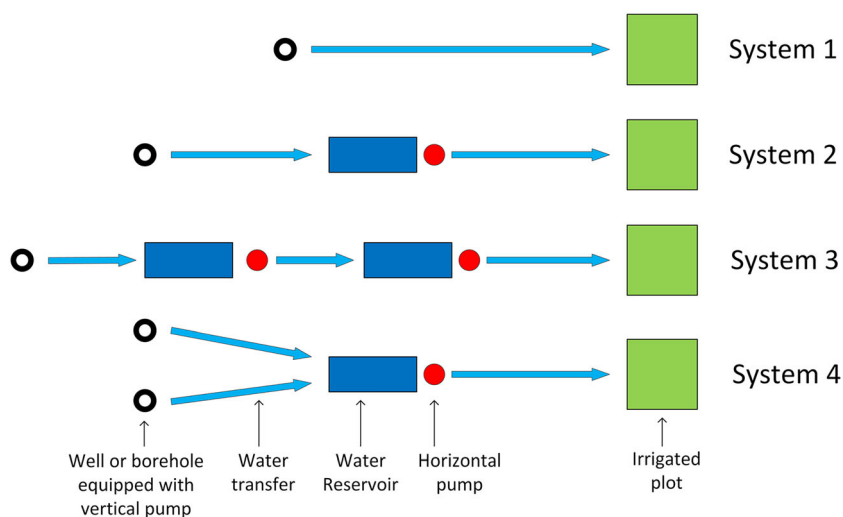 System 1
System 2
System 3
System 4
Well or borehole
equipped with
vertical pump
Water
transfer
Water
Reservoir
Horizontal
pump
Irrigated
plot